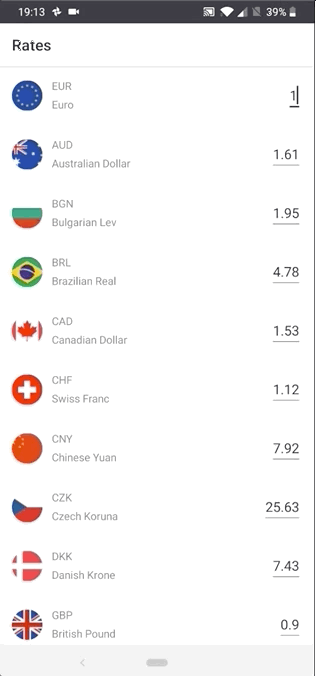 19:13 39%
Rates
EUR
Euro
1
AUD
Australian Dollar
1.61
BGN
Bulgarian Lev
1.95
BRL
Brazilian Real
4.78
CAD
Canadian Dollar
1.53
CHF
Swiss Franc
1.12
CNY
Chinese Yuan
7.92
CZK
Czech Koruna
25.63
DKK
Danish Krone
7.43
GBP
British Pound
0.9